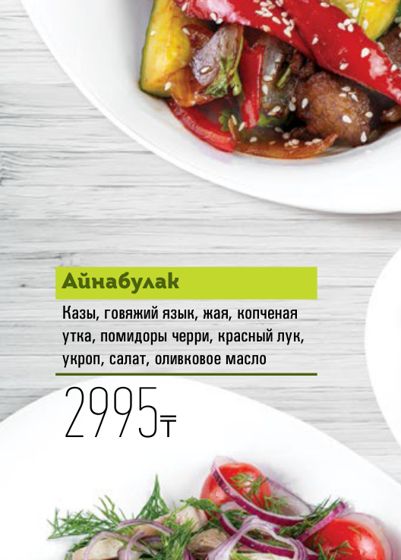 Айнабулак
Казы, говяжий язык, жая, копченая
утка, помидоры черри, красный лук,
укроп, салат, оливковое масло
2995₸